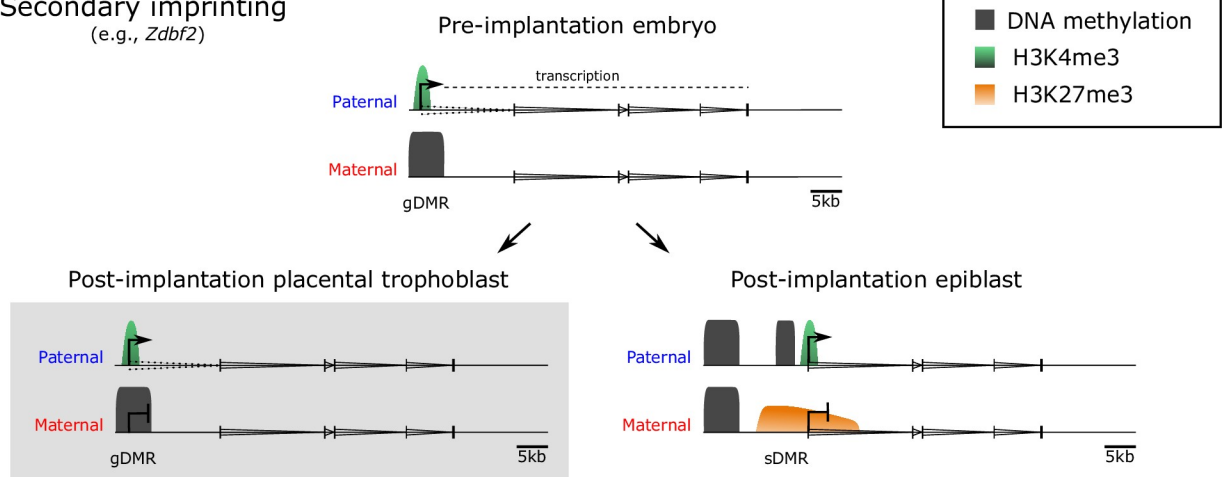 Secondary imprinting
(e.g., Zdbf2)
DNA methylation
H3K4me3
H3K27me3
Pre-implantation embryo
transcription
Paternal
Maternal
gDMR
5kb
Post-implantation placental trophoblast
Paternal
Maternal
gDMR
5kb
Post-implantation epiblast
Paternal
Maternal
sDMR
5kb